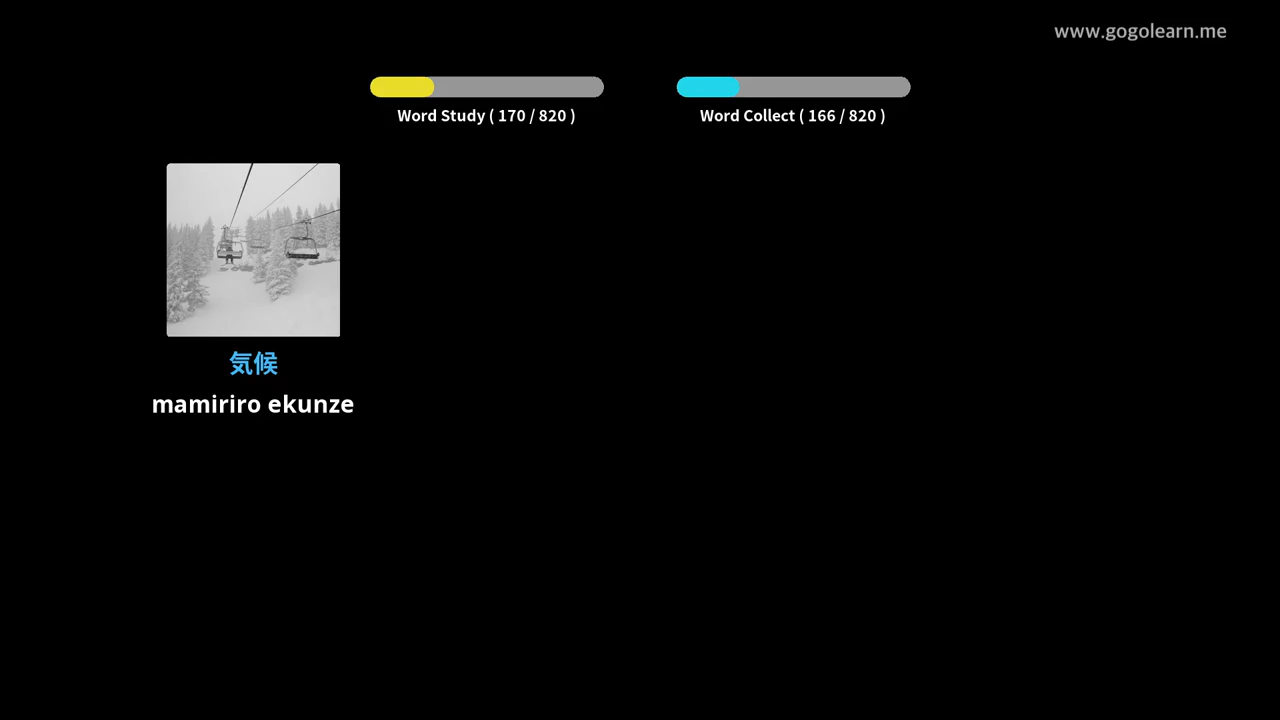 www.gogolearn.me
Word Study ( 170 / 820 )
Word Collect ( 166 / 820 )
気候
mamiriro ekunze